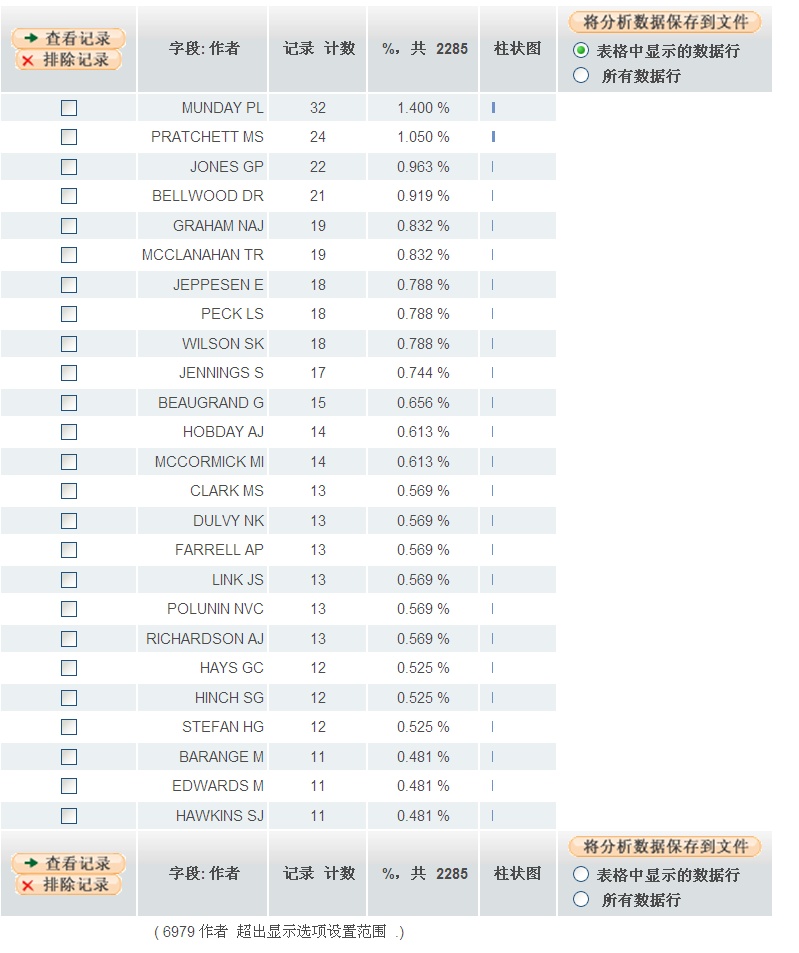 查看记录
排除记录
字段: 作者 记录 计数 %，共 2285 柱状图
将分析数据保存到文件
表格中显示的数据行
所有数据行
MUNDAY PL 32 1.400 %
PRATCHETT MS 24 1.050 %
JONES GP 22 0.963 %
BELLWOOD DR 21 0.919 %
GRAHAM NAJ 19 0.832 %
MCCLANAHAN TR 19 0.832 %
JEPPESEN E 18 0.788 %
PECK LS 18 0.788 %
WILSON SK 18 0.788 %
JENNINGS S 17 0.744 %
BEAUGRAND G 15 0.656 %
HOBDAY AJ 14 0.613 %
MCCORMICK MI 14 0.613 %
CLARK MS 13 0.569 %
DULVY NK 13 0.569 %
FARRELL AP 13 0.569 %
LINK JS 13 0.569 %
POLUNIN NVC 13 0.569 %
RICHARDSON AJ 13 0.569 %
HAYS GC 12 0.525 %
HINCH SG 12 0.525 %
STEFAN HG 12 0.525 %
BARANGE M 11 0.481 %
EDWARDS M 11 0.481 %
HAWKINS SJ 11 0.481 %
查看记录
排除记录
字段: 作者 记录 计数 %，共 2285 柱状图
将分析数据保存到文件
表格中显示的数据行
所有数据行
( 6979 作者 超出显示选项设置范围 .)